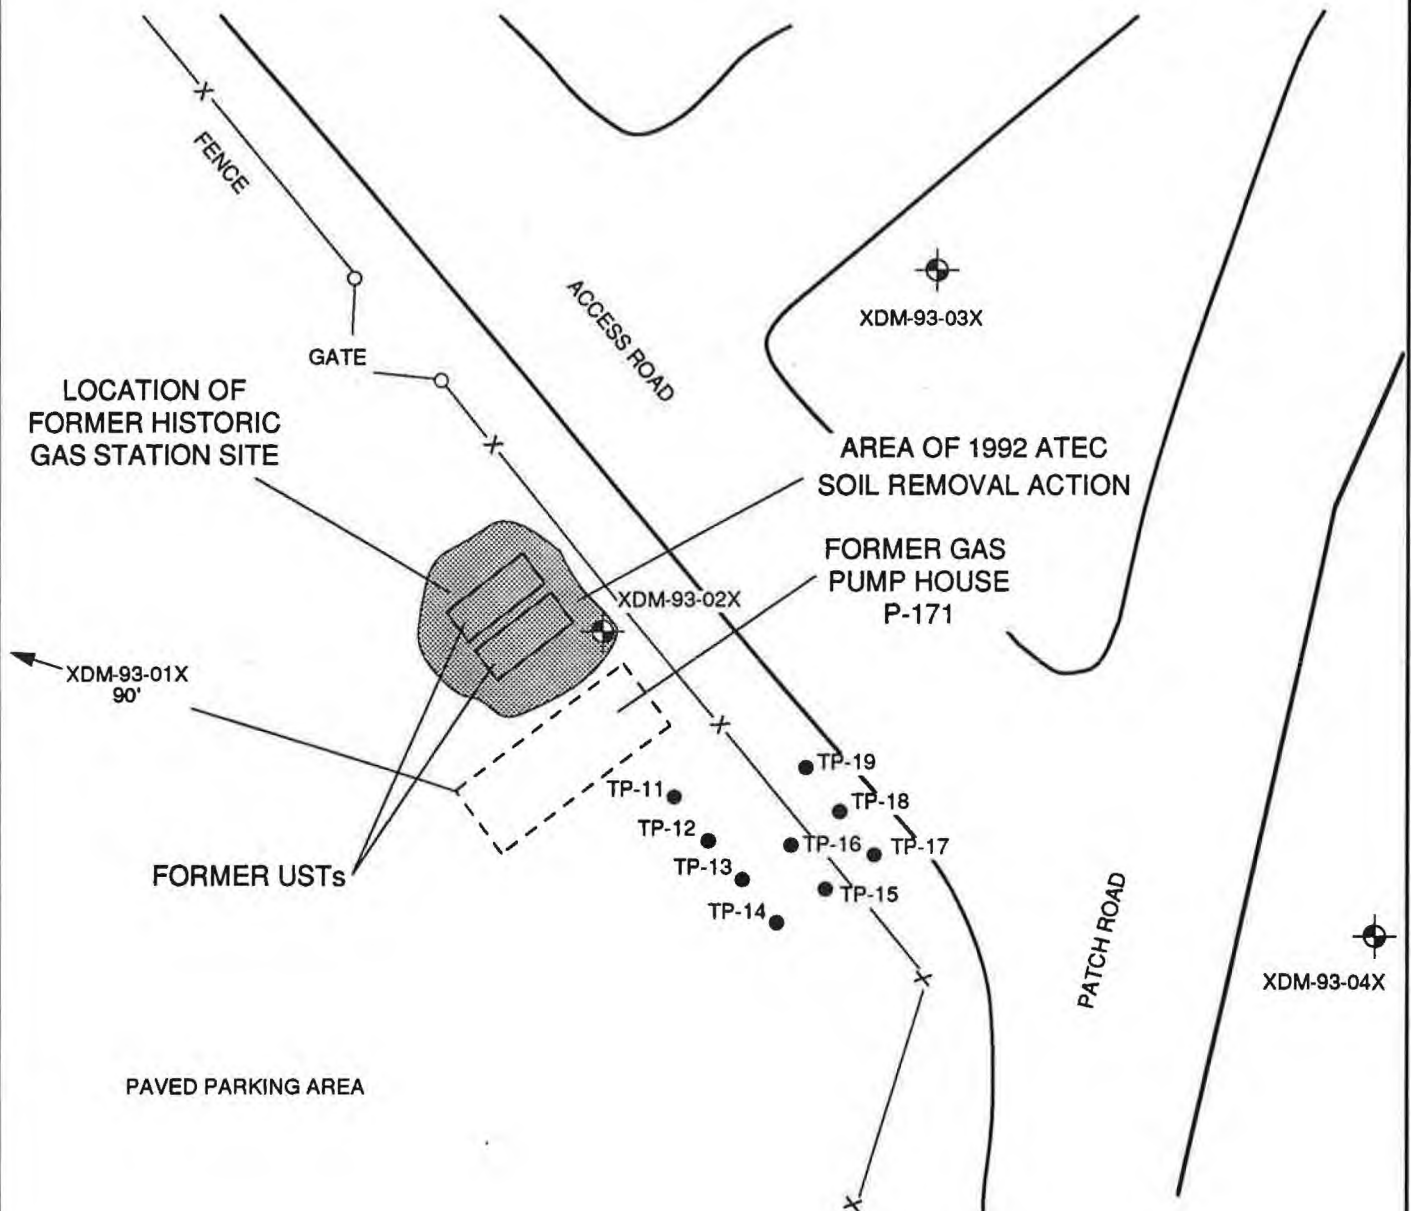 FENCE
GATE
ACCESS ROAD
XDM-93-03X
LOCATION OF
FORMER HISTORIC
GAS STATION SITE
AREA OF 1992 ATEC
SOIL REMOVAL ACTION
FORMER GAS
PUMP HOUSE
P-171
XDM-93-02X
XDM-93-01X
90'
TP-19
TP-11
TP-18
TP-12
TP-16
TP-17
TP-13
TP-15
TP-14
FORMER USTs
PATCH ROAD
XDM-93-04X
PAVED PARKING AREA